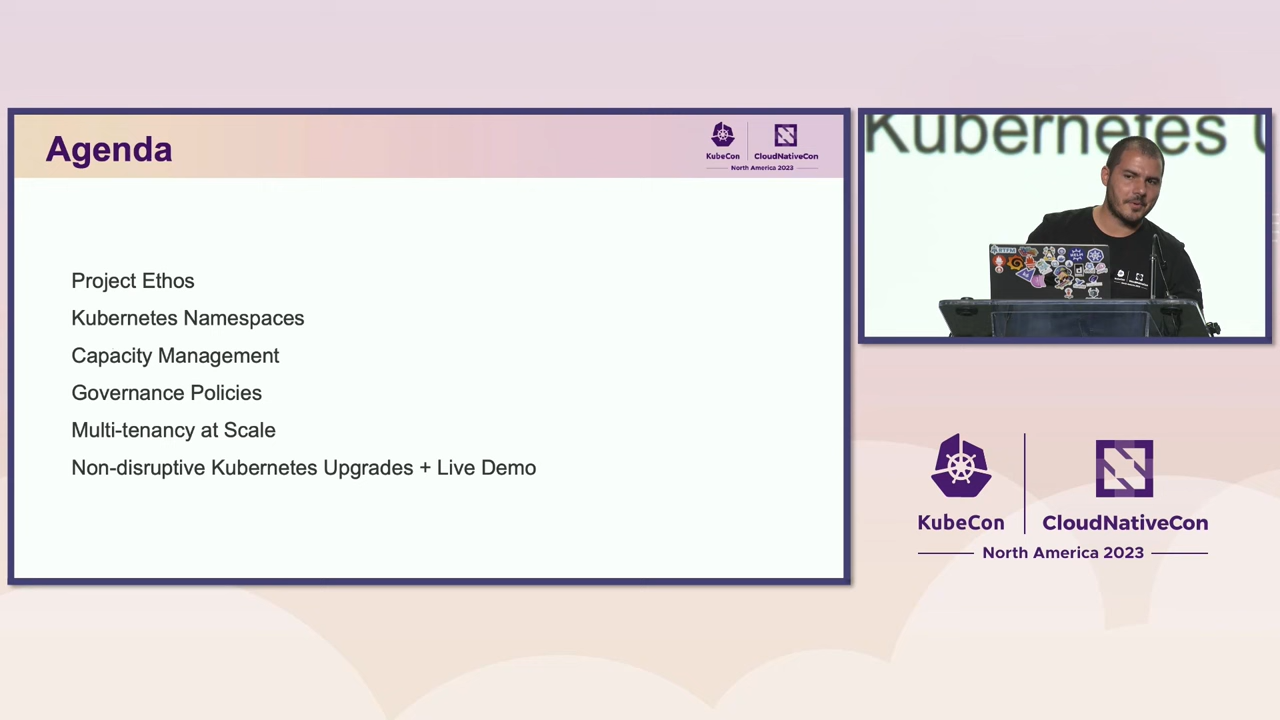 Agenda
KubeCon
CloudNativeCon
North America 2023
Project Ethos
Kubernetes Namespaces
Capacity Management
Governance Policies
Multi-tenancy at Scale
Non-disruptive Kubernetes Upgrades + Live Demo
Kubernetes
KubeCon
CloudNativeCon
North America 2023